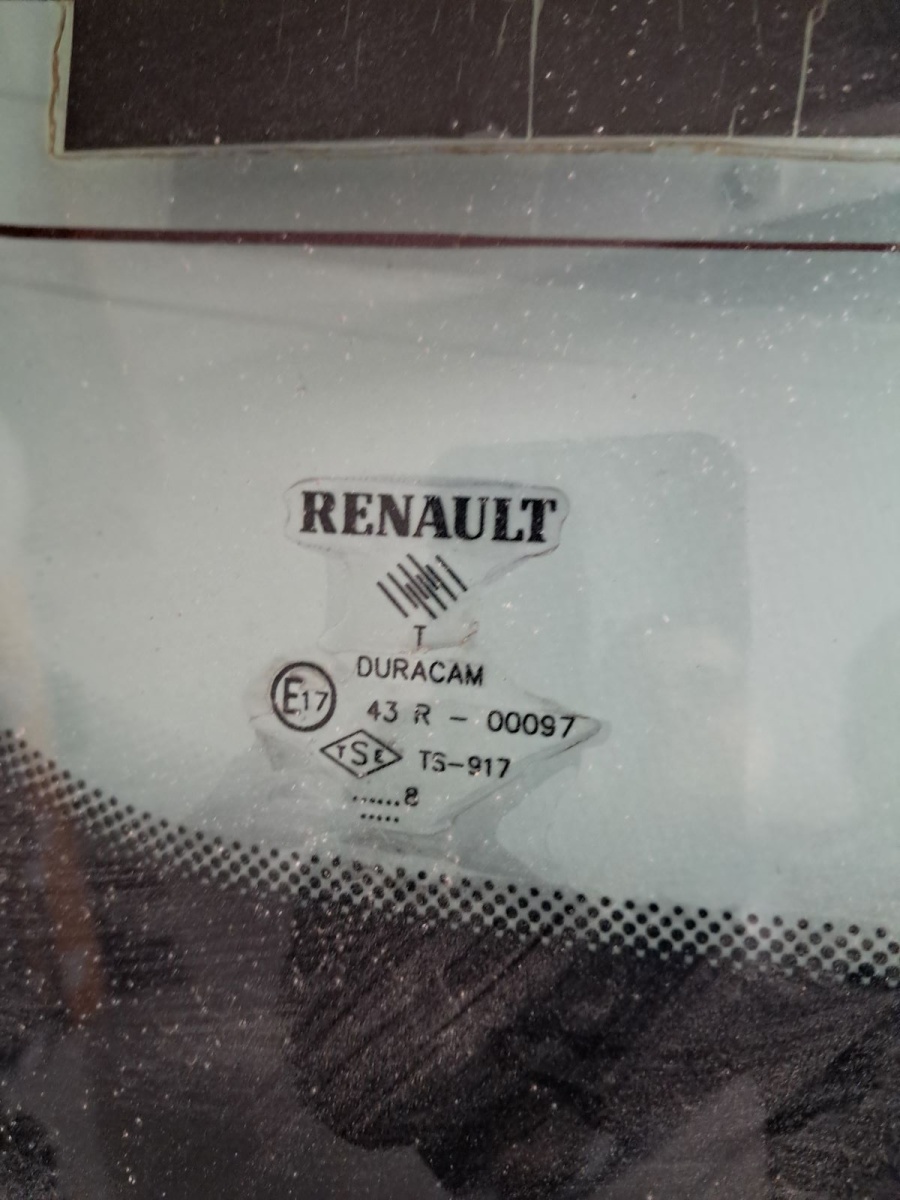 RENAULT
T
DURACAM
E17 43 R - 00097
TSE TS-917
......8
.....